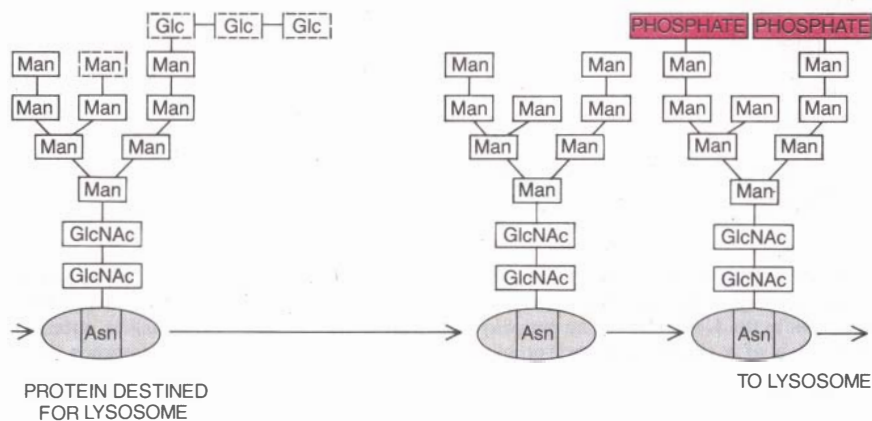 Glc Glc Glc PHOSPHATE PHOSPHATE
Man Man Man Man Man Man Man
Man Man Man Man Man Man Man Man Man
Man Man Man Man Man Man
Man Man Man
GlcNAc GlcNAc GlcNAc
GlcNAc GlcNAc GlcNAc
Asn Asn Asn
PROTEIN DESTINED
FOR LYSOSOME
TO LYSOSOME